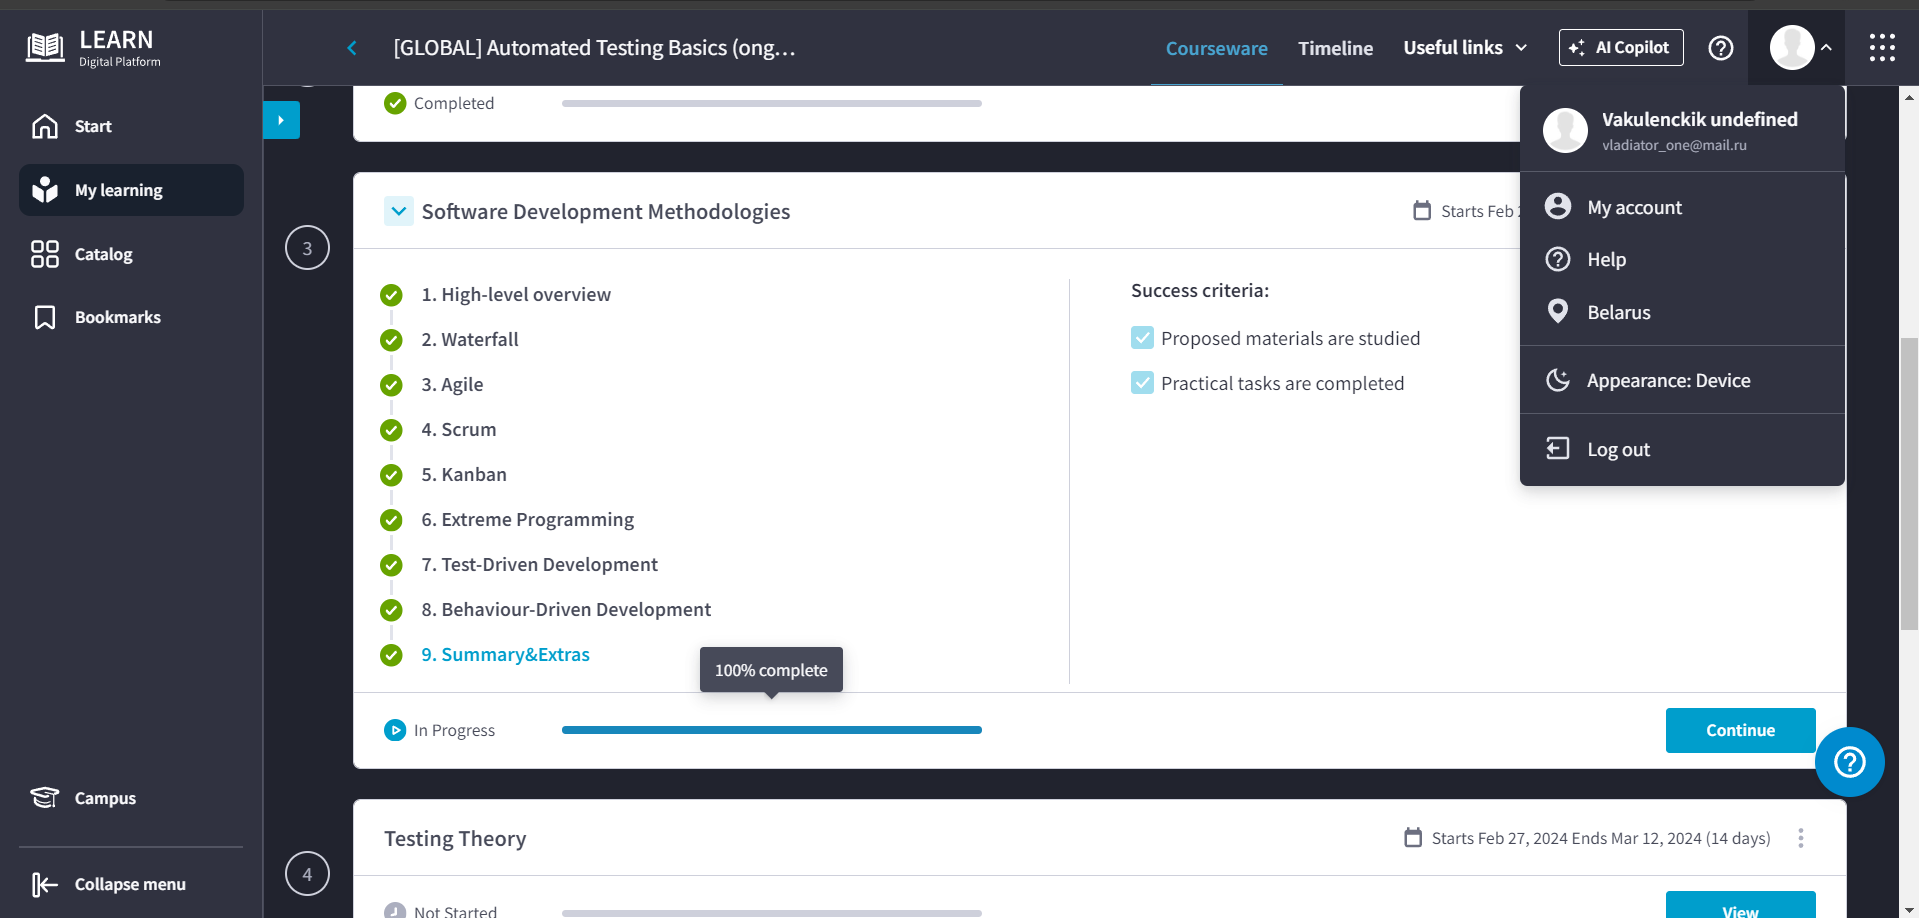 LEARN
Digital Platform
[GLOBAL] Automated Testing Basics (ong...
Courseware
Timeline
Useful links
AI Copilot
Start
My learning
Catalog
Bookmarks
Campus
Collapse menu
Completed
3
Software Development Methodologies
Starts Feb
1. High-level overview
2. Waterfall
3. Agile
4. Scrum
5. Kanban
6. Extreme Programming
7. Test-Driven Development
8. Behaviour-Driven Development
9. Summary&Extras
Success criteria:
Proposed materials are studied
Practical tasks are completed
100% complete
In Progress
Continue
Vakulenckik undefined
vladiator_one@mail.ru
My account
Help
Belarus
Appearance: Device
Log out
4
Testing Theory
Starts Feb 27, 2024 Ends Mar 12, 2024 (14 days)
Not Started
View